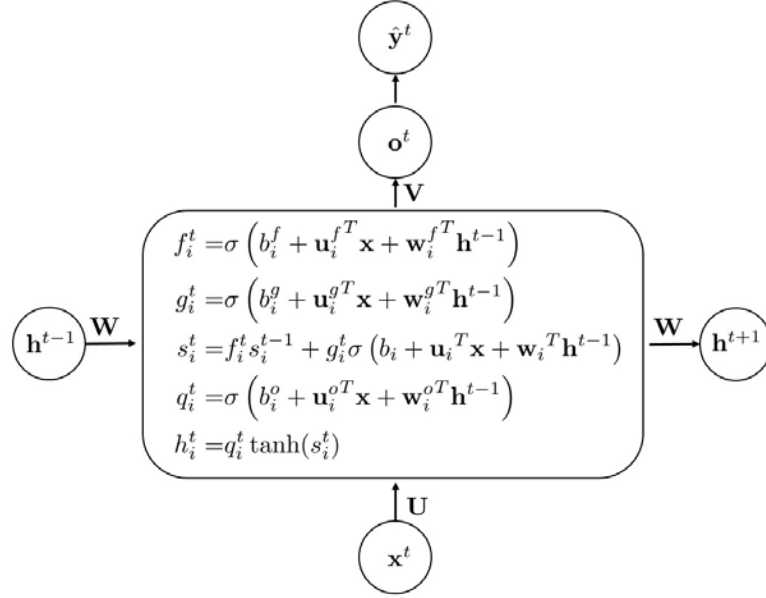 ŷ^t
o^t
V
f_i^t =σ(b_i^f + u_i^{f^T} x + w_i^{f^T} h^{t−1})
g_i^t =σ(b_i^g + u_i^{g^T} x + w_i^{g^T} h^{t−1})
h^{t−1} W s_i^t =f_i^t s_i^{t−1} + g_i^t σ(b_i + u_i^T x + w_i^T h^{t−1}) W h^{t+1}
q_i^t =σ(b_i^o + u_i^{o^T} x + w_i^{o^T} h^{t−1})
h_i^t =q_i^t tanh(s_i^t)
U
x^t